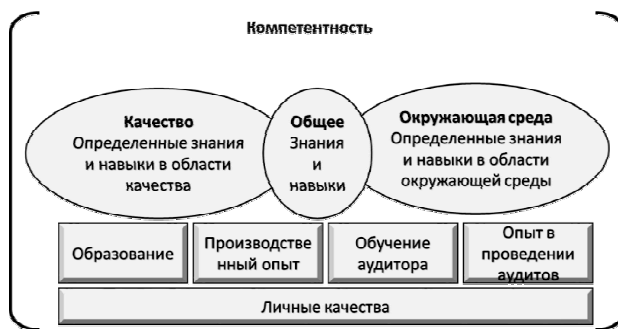 Компетентность
Качество
Определенные знания
и навыки в области
качества
Общее
Знания
и
навыки
Окружающая среда
Определенные знания
и навыки в области
окружающей среды
Образование
Производстве
нный опыт
Обучение
аудитора
Опыт в
проведении
аудитов
Личные качества